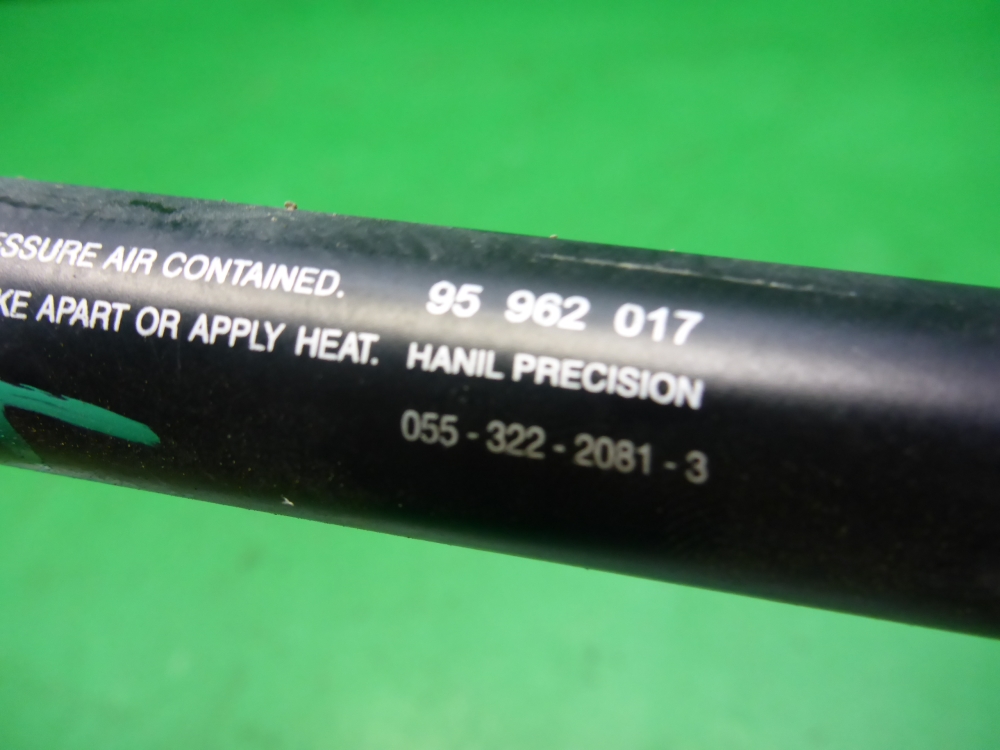 ESSURE AIR CONTAINED. 95 962 017
KE APART OR APPLY HEAT. HANIL PRECISION
055 - 322 - 2081 - 3